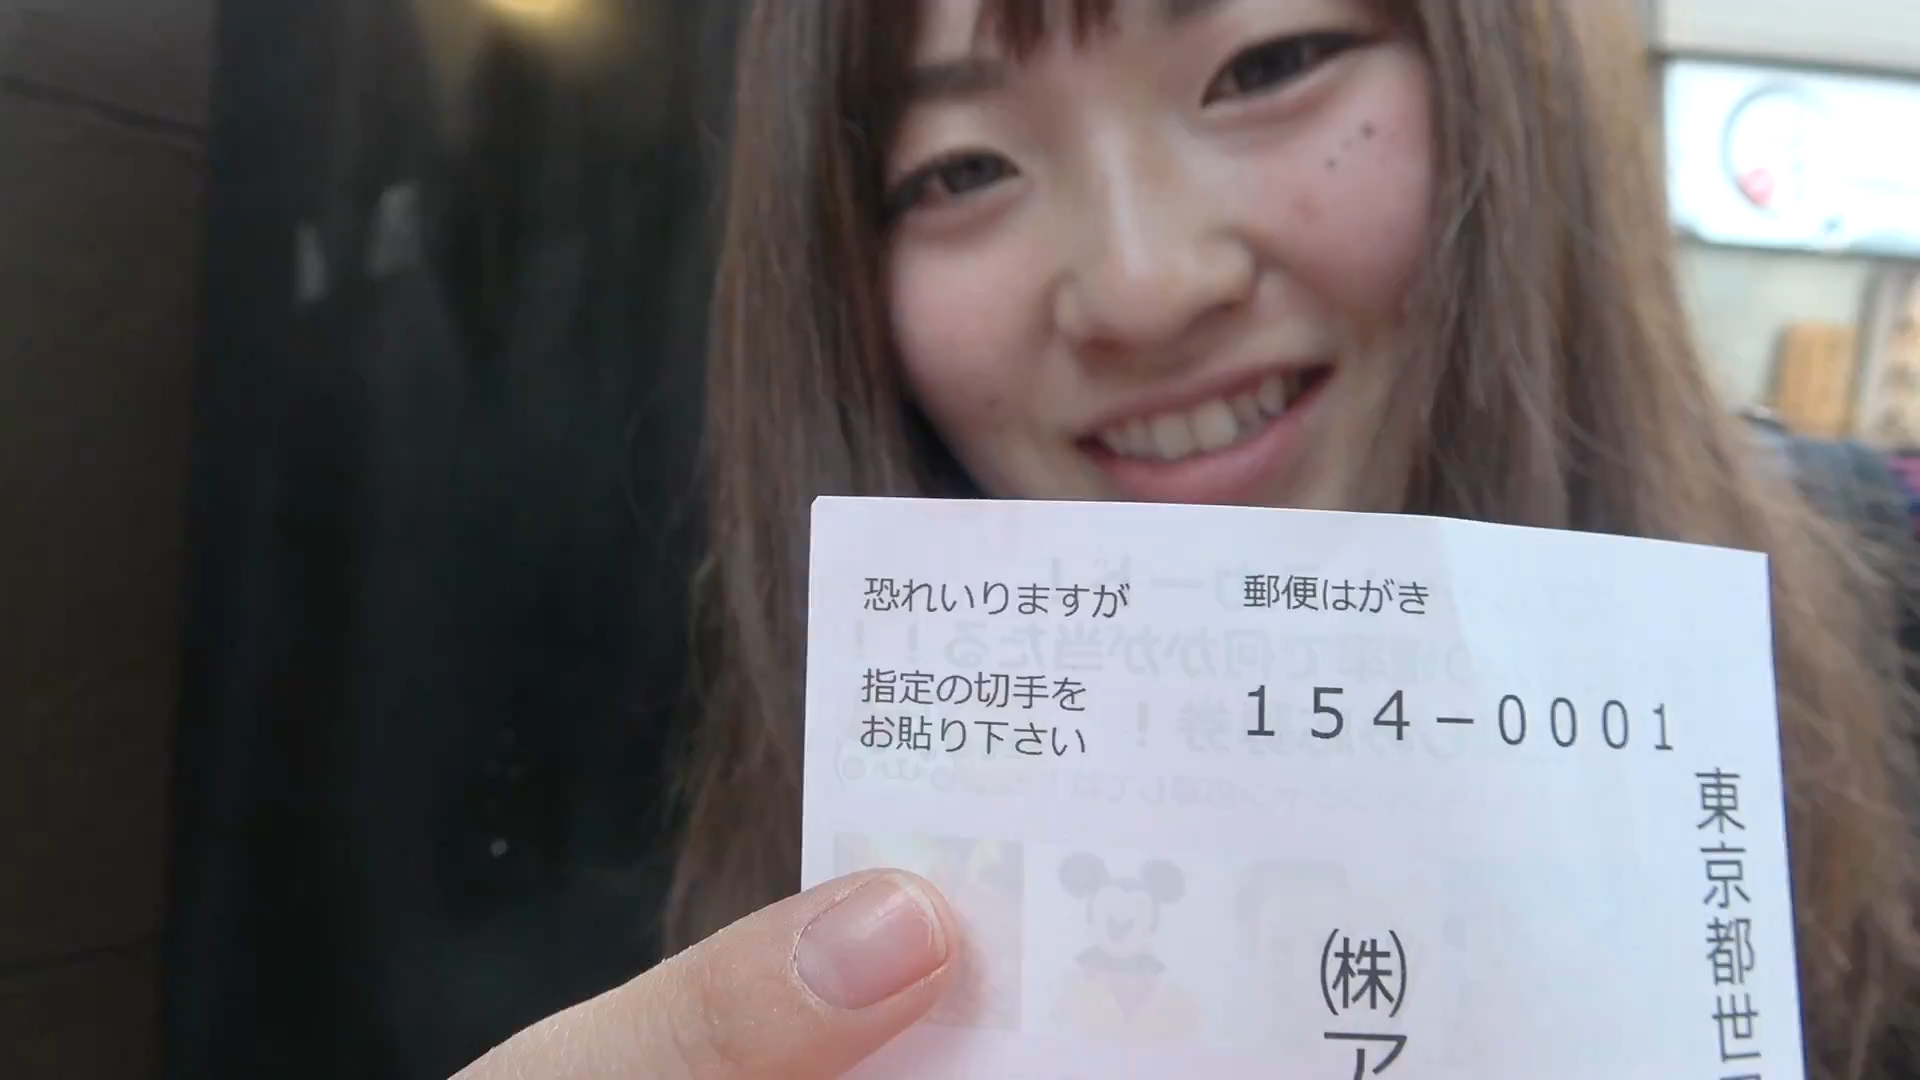 恐れいりますが
郵便はがき
指定の切手を
お貼り下さい
154-0001
東京都世
㈱ア